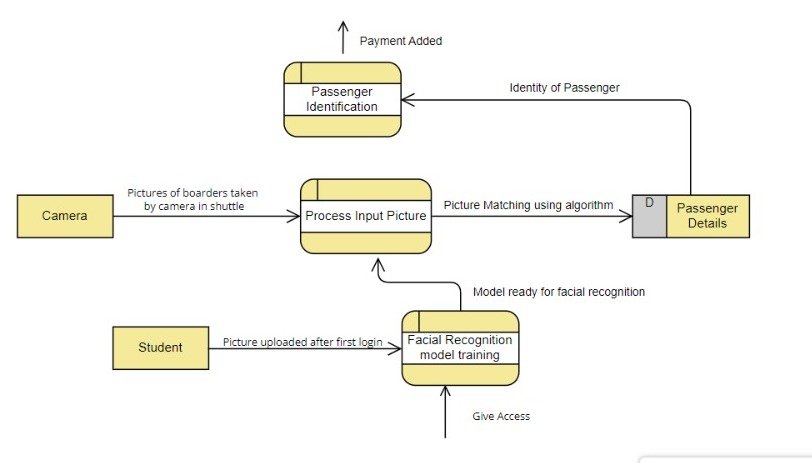 Payment Added
Passenger
Identification
Identity of Passenger
Pictures of boarders taken
by camera in shuttle
Camera
Process Input Picture
Picture Matching using algorithm
D
Passenger
Details
Model ready for facial recognition
Student
Picture uploaded after first login
Facial Recognition
model training
Give Access